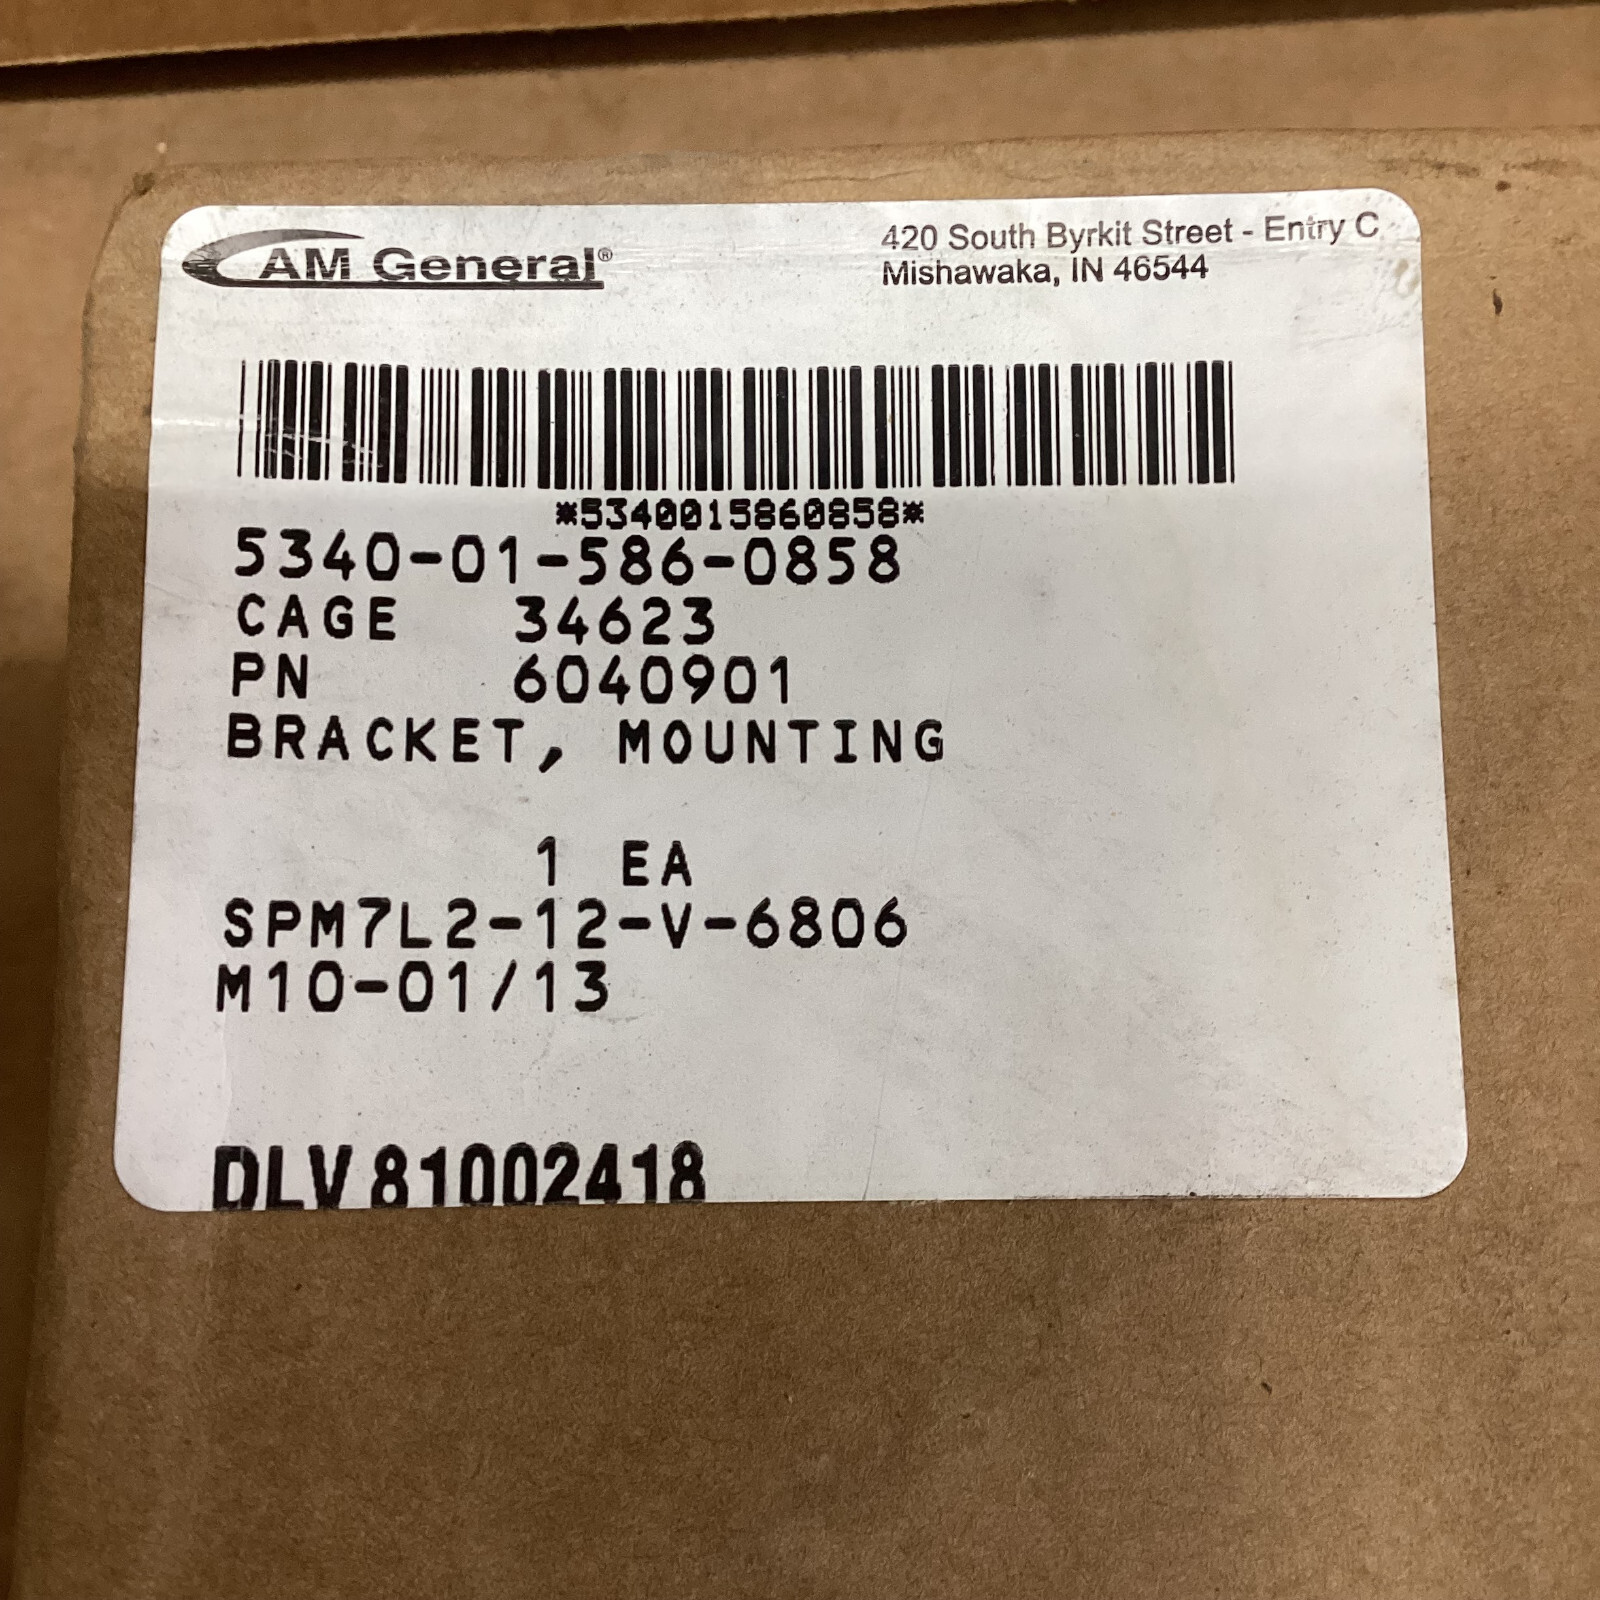 AM General®
420 South Byrkit Street - Entry C
Mishawaka, IN 46544
*5340015860858*
5340-01-586-0858
CAGE 34623
PN 6040901
BRACKET, MOUNTING
1 EA
SPM7L2-12-V-6806
M10-01/13
DLV 81002418